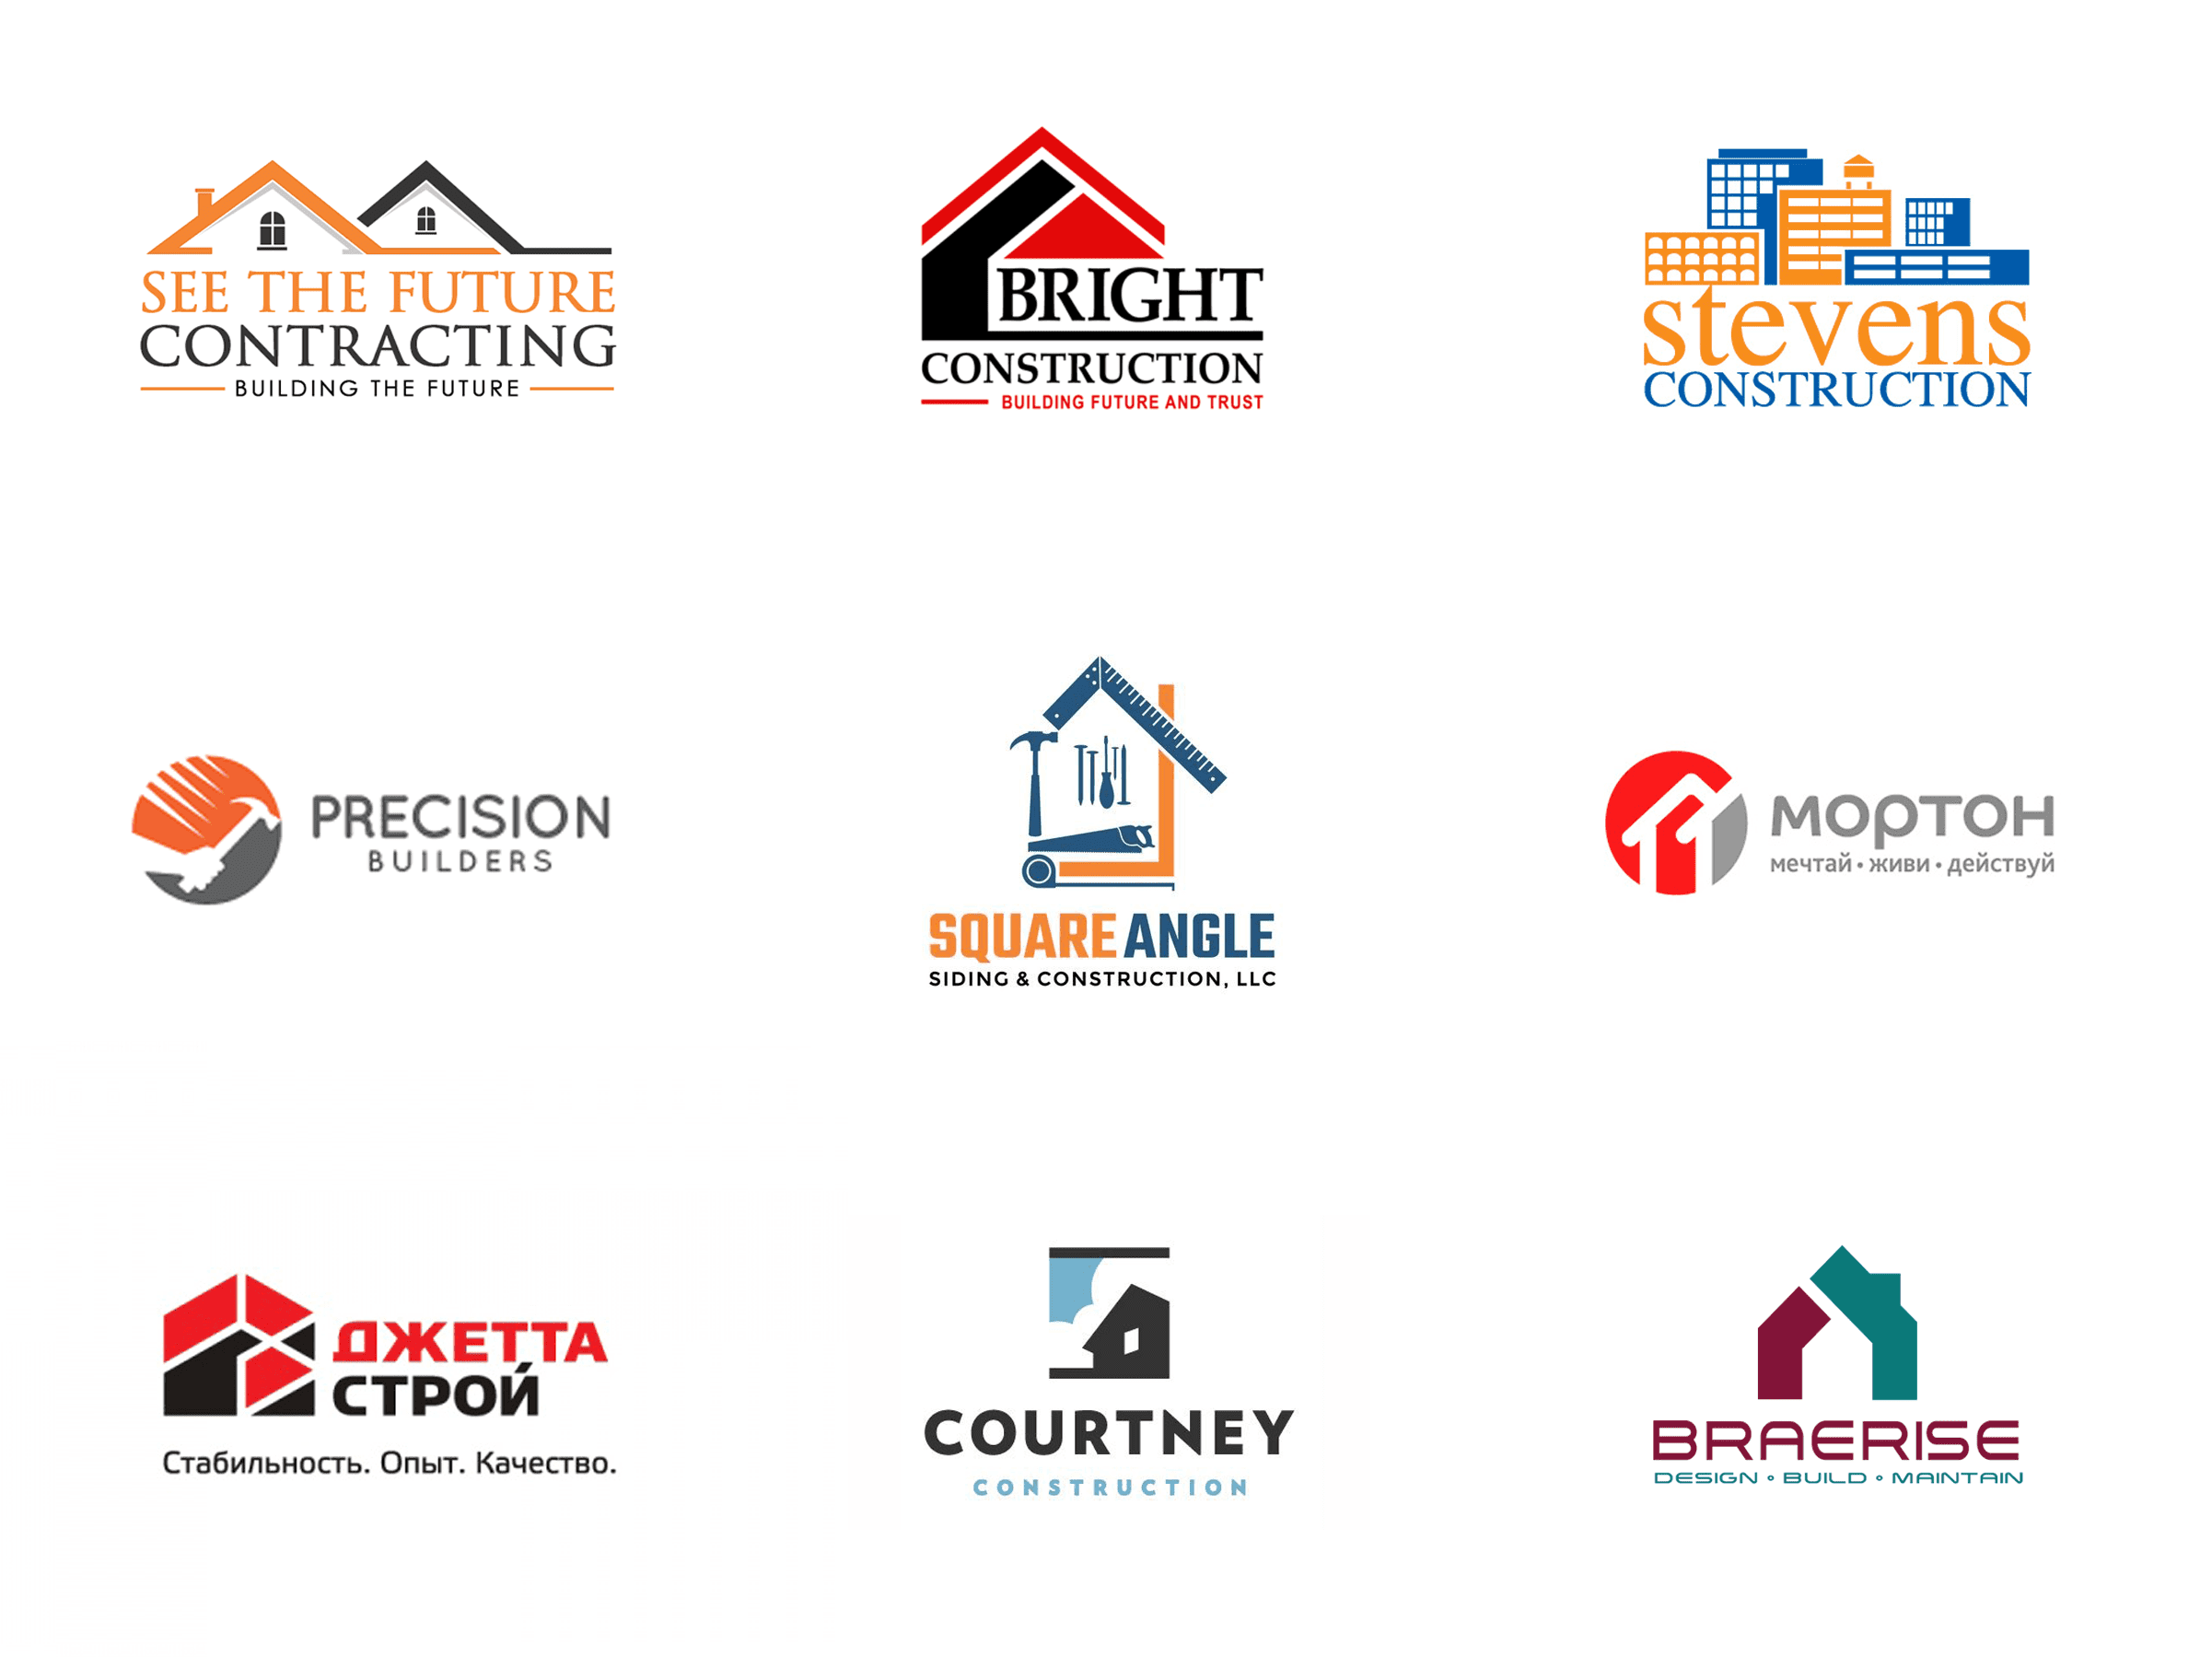 SEE THE FUTURE
CONTRACTING
BUILDING THE FUTURE
BRIGHT
CONSTRUCTION
BUILDING FUTURE AND TRUST
stevens
CONSTRUCTION
PRECISION
BUILDERS
SQUARE ANGLE
SIDING & CONSTRUCTION, LLC
МОРТОН
мечтай • живи • действуй
ДЖЕТТА
СТРОЙ
Стабильность. Опыт. Качество.
COURTNEY
CONSTRUCTION
BRAERISE
DESIGN • BUILD • MAINTAIN